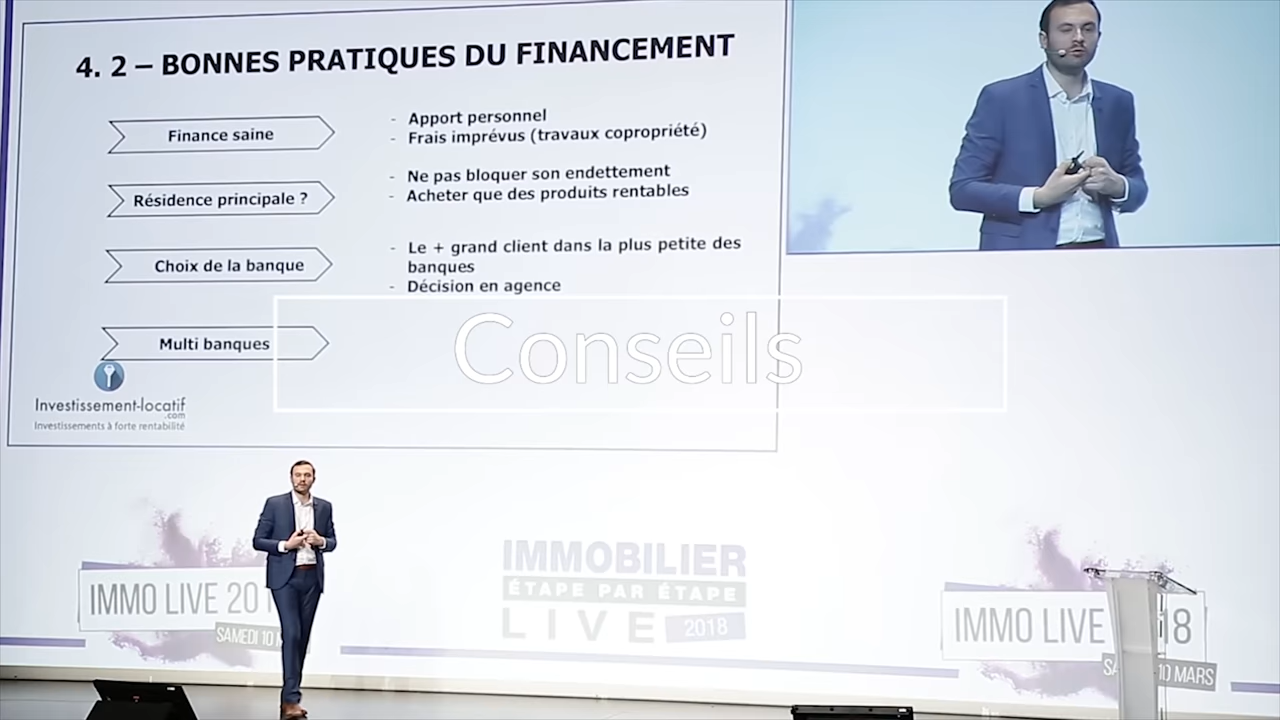 4. 2 – BONNES PRATIQUES DU FINANCEMENT
Finance saine
- Apport personnel
- Frais imprévus (travaux copropriété)
Résidence principale ?
- Ne pas bloquer son endettement
- Acheter que des produits rentables
Choix de la banque
- Le + grand client dans la plus petite des
banques
- Décision en agence
Multi banques
Conseils
Investissement-locatif
.com
Investissements à forte rentabilité
IMMO LIVE 201
SAMEDI 10 M
IMMOBILIER
ÉTAPE PAR ÉTAPE
LIVE 2018
IMMO LIVE 18
SA 10 MARS